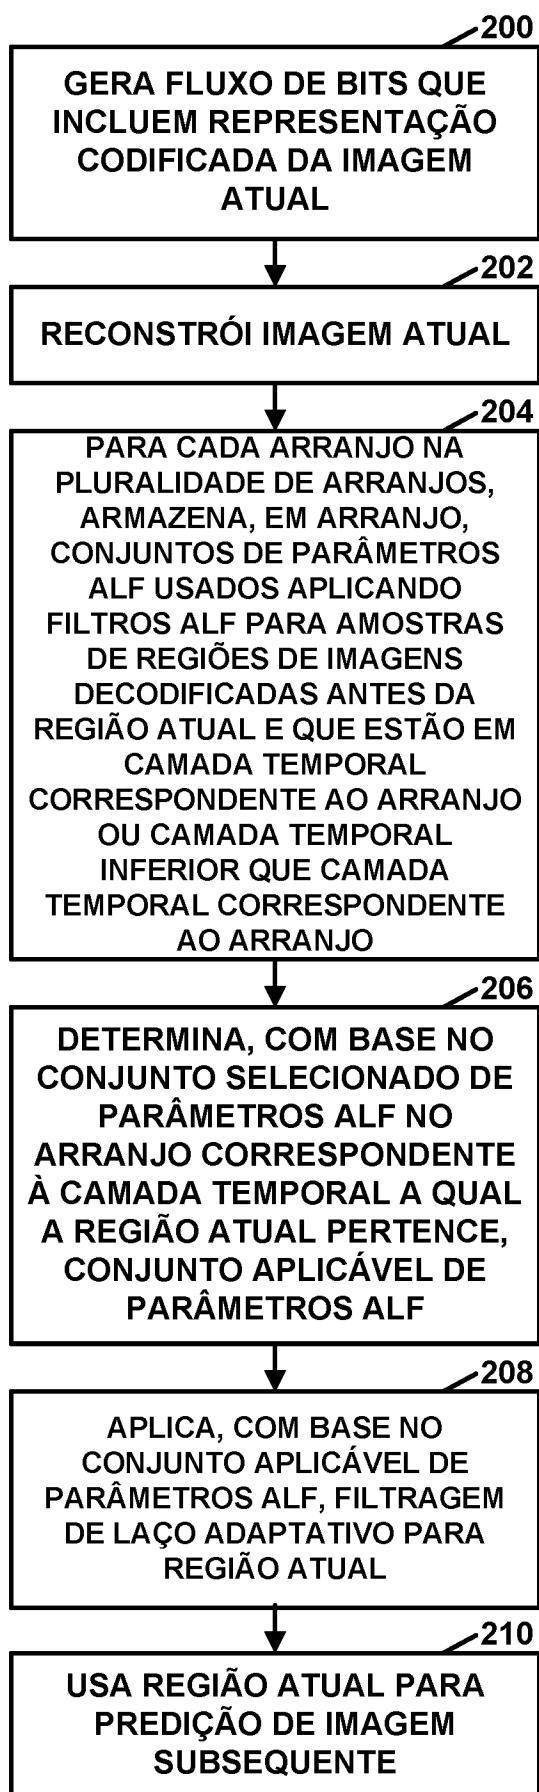 200
GERA FLUXO DE BITS QUE
INCLUEM REPRESENTAÇÃO
CODIFICADA DA IMAGEM
ATUAL
202
RECONSTRÓI IMAGEM ATUAL
204
PARA CADA ARRANJO NA
PLURALIDADE DE ARRANJOS,
ARMAZENA, EM ARRANJO,
CONJUNTOS DE PARÂMETROS
ALF USADOS APLICANDO
FILTROS ALF PARA AMOSTRAS
DE REGIÕES DE IMAGENS
DECODIFICADAS ANTES DA
REGIÃO ATUAL E QUE ESTÃO EM
CAMADA TEMPORAL
CORRESPONDENTE AO ARRANJO
OU CAMADA TEMPORAL
INFERIOR QUE CAMADA
TEMPORAL CORRESPONDENTE
AO ARRANJO
206
DETERMINA, COM BASE NO
CONJUNTO SELECIONADO DE
PARÂMETROS ALF NO
ARRANJO CORRESPONDENTE
À CAMADA TEMPORAL A QUAL
A REGIÃO ATUAL PERTENCE,
CONJUNTO APLICÁVEL DE
PARÂMETROS ALF
208
APLICA, COM BASE NO
CONJUNTO APLICÁVEL DE
PARÂMETROS ALF, FILTRAGEM
DE LAÇO ADAPTATIVO PARA
REGIÃO ATUAL
210
USA REGIÃO ATUAL PARA
PREDIÇÃO DE IMAGEM
SUBSEQUENTE